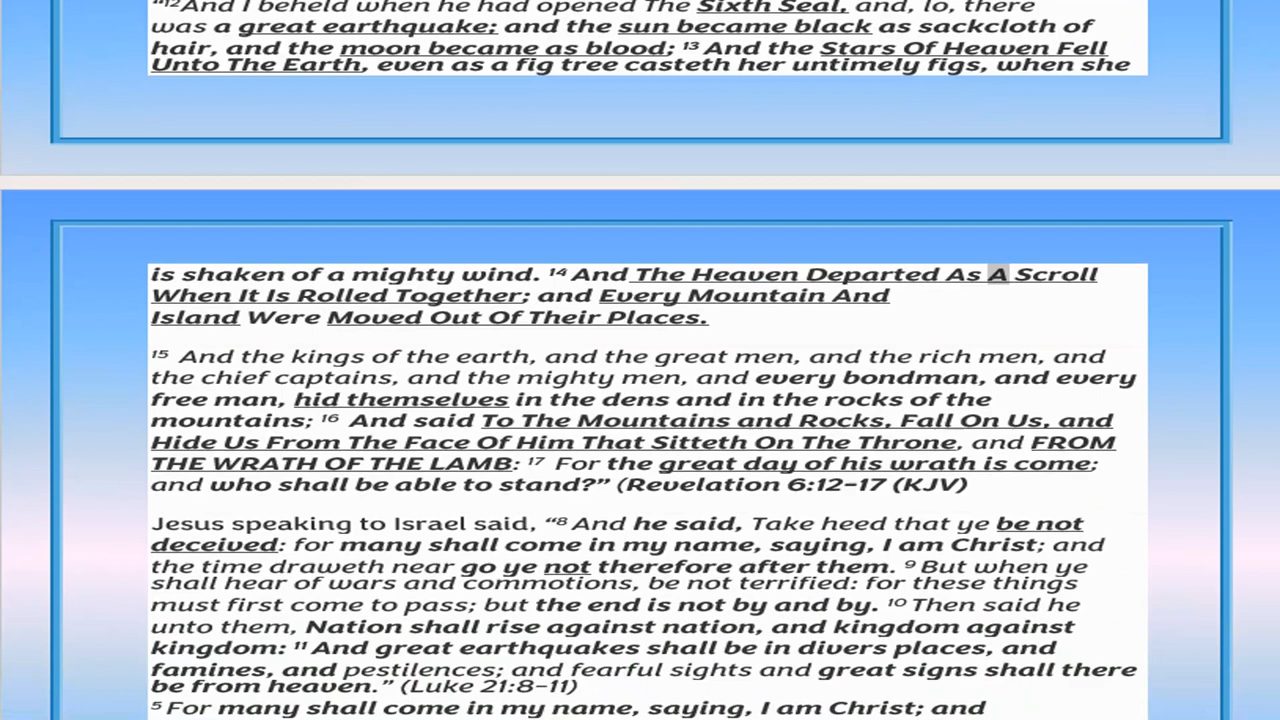 “¹²And I beheld when he had opened The Sixth Seal, and, lo, there
was a great earthquake; and the sun became black as sackcloth of
hair, and the moon became as blood; ¹³ And the Stars Of Heaven Fell
Unto The Earth, even as a fig tree casteth her untimely figs, when she
is shaken of a mighty wind. ¹⁴ And The Heaven Departed As A Scroll
When It Is Rolled Together; and Every Mountain And
Island Were Moved Out Of Their Places.
¹⁵ And the kings of the earth, and the great men, and the rich men, and
the chief captains, and the mighty men, and every bondman, and every
free man, hid themselves in the dens and in the rocks of the
mountains; ¹⁶ And said To The Mountains and Rocks, Fall On Us, and
Hide Us From The Face Of Him That Sitteth On The Throne, and FROM
THE WRATH OF THE LAMB: ¹⁷ For the great day of his wrath is come;
and who shall be able to stand?” (Revelation 6:12–17 (KJV)
Jesus speaking to Israel said, “⁸ And he said, Take heed that ye be not
deceived: for many shall come in my name, saying, I am Christ; and
the time draweth near go ye not therefore after them. ⁹ But when ye
shall hear of wars and commotions, be not terrified: for these things
must first come to pass; but the end is not by and by. ¹⁰ Then said he
unto them, Nation shall rise against nation, and kingdom against
kingdom: ¹¹ And great earthquakes shall be in divers places, and
famines, and pestilences; and fearful sights and great signs shall there
be from heaven.” (Luke 21:8–11)
⁵ For many shall come in my name, saying, I am Christ; and